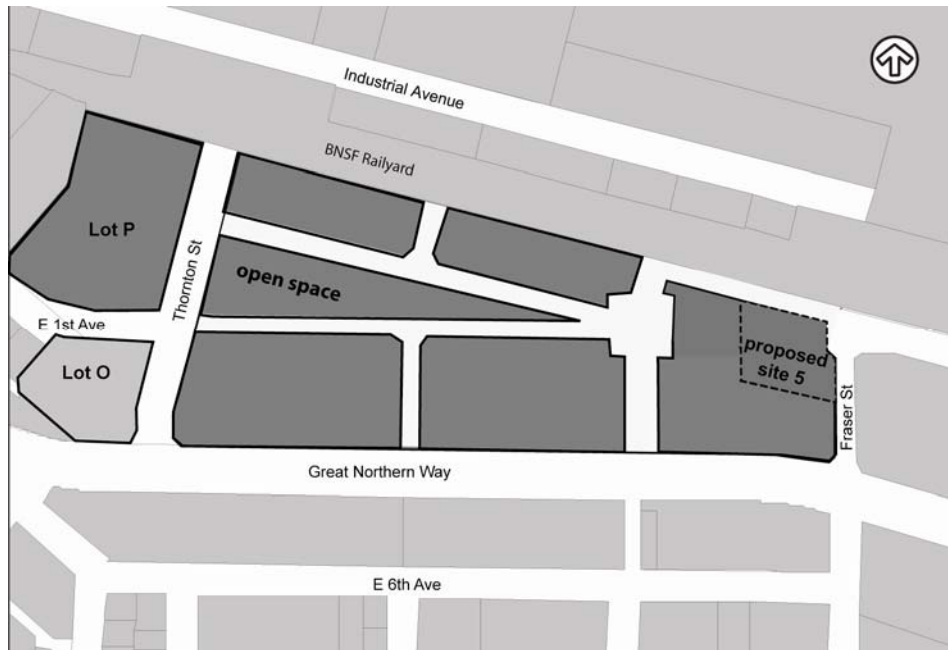 Industrial Avenue
BNSF Railyard
Lot P
Thornton St
open space
E 1st Ave
Lot O
proposed
site 5
Fraser St
Great Northern Way
E 6th Ave